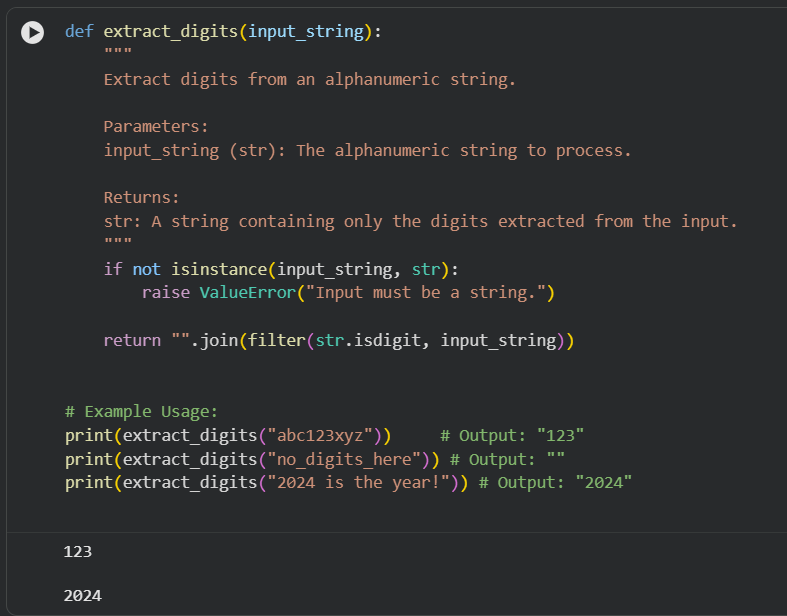 def extract_digits(input_string):
    """
    Extract digits from an alphanumeric string.

    Parameters:
    input_string (str): The alphanumeric string to process.

    Returns:
    str: A string containing only the digits extracted from the input.
    """
    if not isinstance(input_string, str):
        raise ValueError("Input must be a string.")

    return "".join(filter(str.isdigit, input_string))


# Example Usage:
print(extract_digits("abc123xyz"))     # Output: "123"
print(extract_digits("no_digits_here")) # Output: ""
print(extract_digits("2024 is the year!")) # Output: "2024"

123

2024